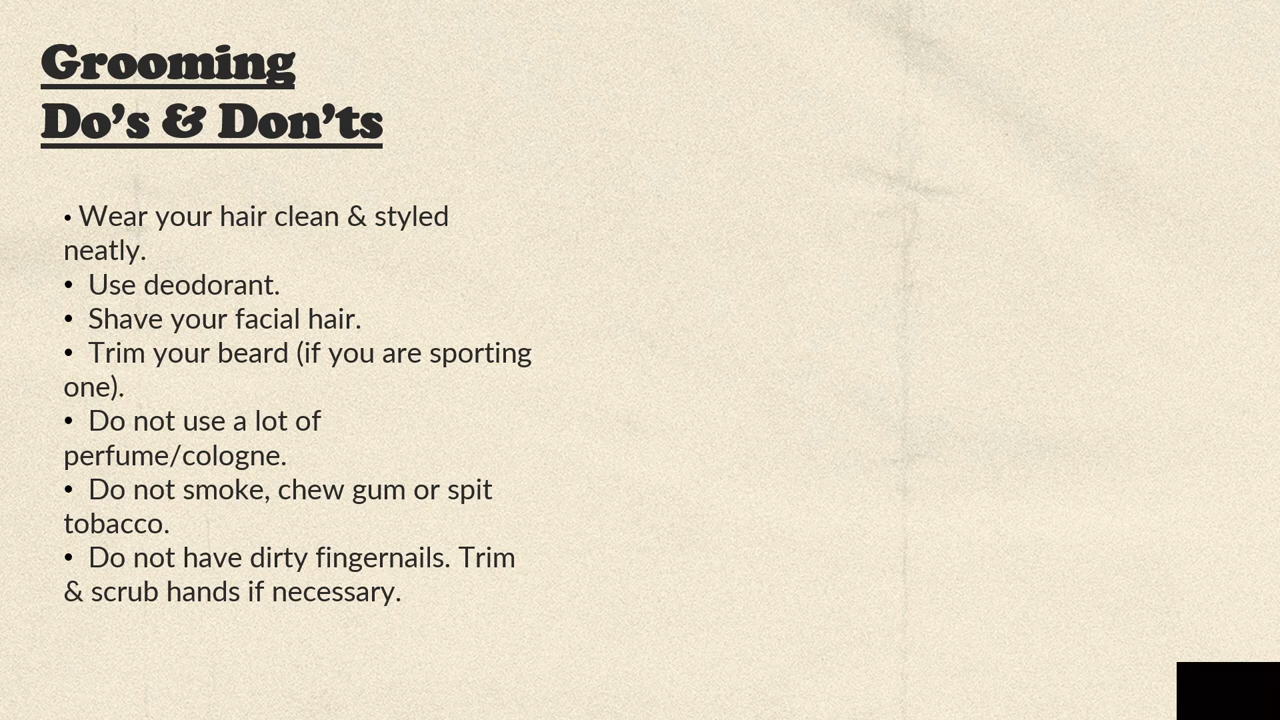 Grooming
Do’s & Don’ts
• Wear your hair clean & styled
neatly.
• Use deodorant.
• Shave your facial hair.
• Trim your beard (if you are sporting
one).
• Do not use a lot of
perfume/cologne.
• Do not smoke, chew gum or spit
tobacco.
• Do not have dirty fingernails. Trim
& scrub hands if necessary.